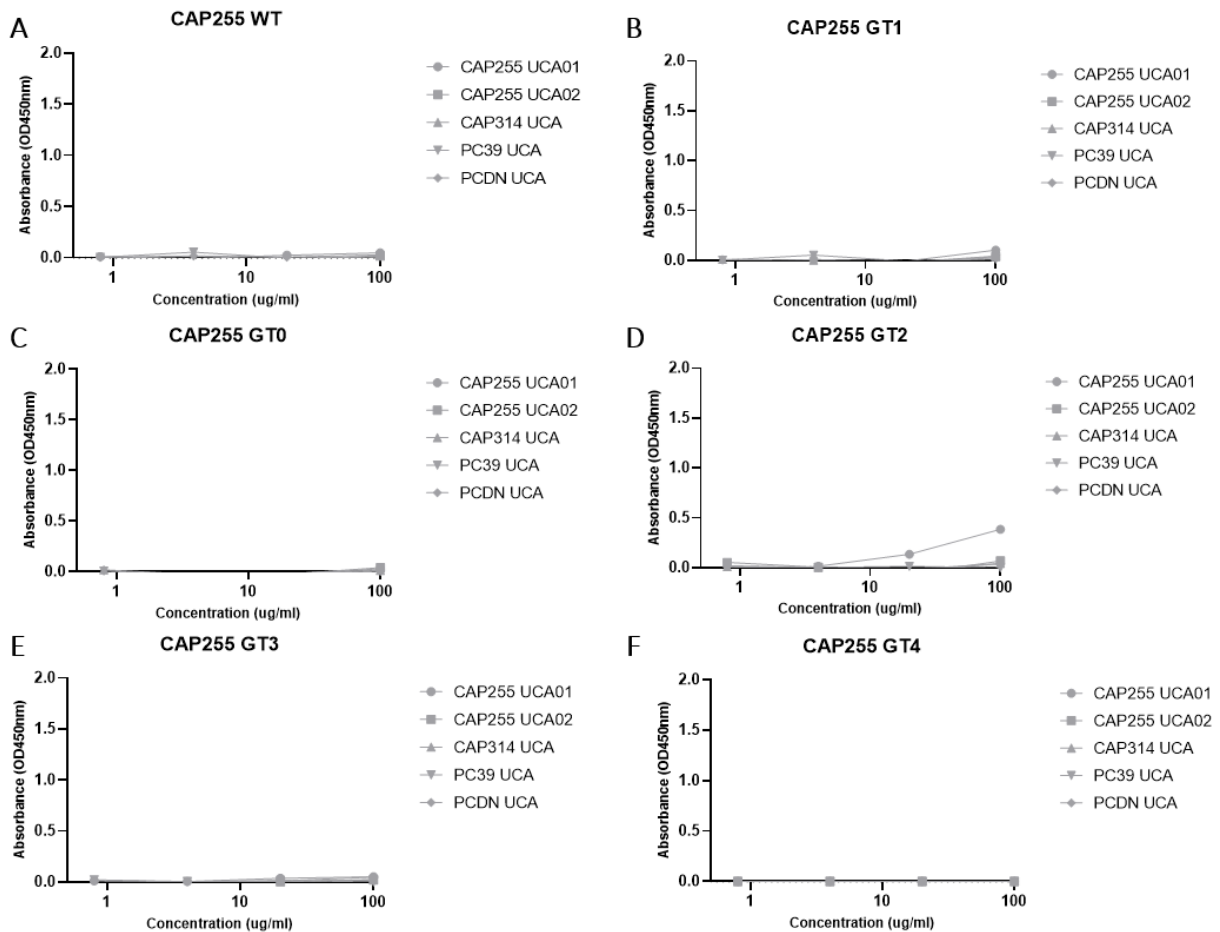 A
CAP255 WT
2.0
1.5
1.0
0.5
0.0
Absorbance (OD450nm)
1
10
100
Concentration (ug/ml)
CAP255 UCA01
CAP255 UCA02
CAP314 UCA
PC39 UCA
PCDN UCA
B
CAP255 GT1
2.0
1.5
1.0
0.5
0.0
Absorbance (OD450nm)
1
10
100
Concentration (ug/ml)
CAP255 UCA01
CAP255 UCA02
CAP314 UCA
PC39 UCA
PCDN UCA
C
CAP255 GT0
2.0
1.5
1.0
0.5
0.0
Absorbance (OD450nm)
1
10
100
Concentration (ug/ml)
CAP255 UCA01
CAP255 UCA02
CAP314 UCA
PC39 UCA
PCDN UCA
D
CAP255 GT2
2.0
1.5
1.0
0.5
0.0
Absorbance (OD450nm)
1
10
100
Concentration (ug/ml)
CAP255 UCA01
CAP255 UCA02
CAP314 UCA
PC39 UCA
PCDN UCA
E
CAP255 GT3
2.0
1.5
1.0
0.5
0.0
Absorbance (OD450nm)
1
10
100
Concentration (ug/ml)
CAP255 UCA01
CAP255 UCA02
CAP314 UCA
PC39 UCA
PCDN UCA
F
CAP255 GT4
2.0
1.5
1.0
0.5
0.0
Absorbance (OD450nm)
1
10
100
Concentration (ug/ml)
CAP255 UCA01
CAP255 UCA02
CAP314 UCA
PC39 UCA
PCDN UCA